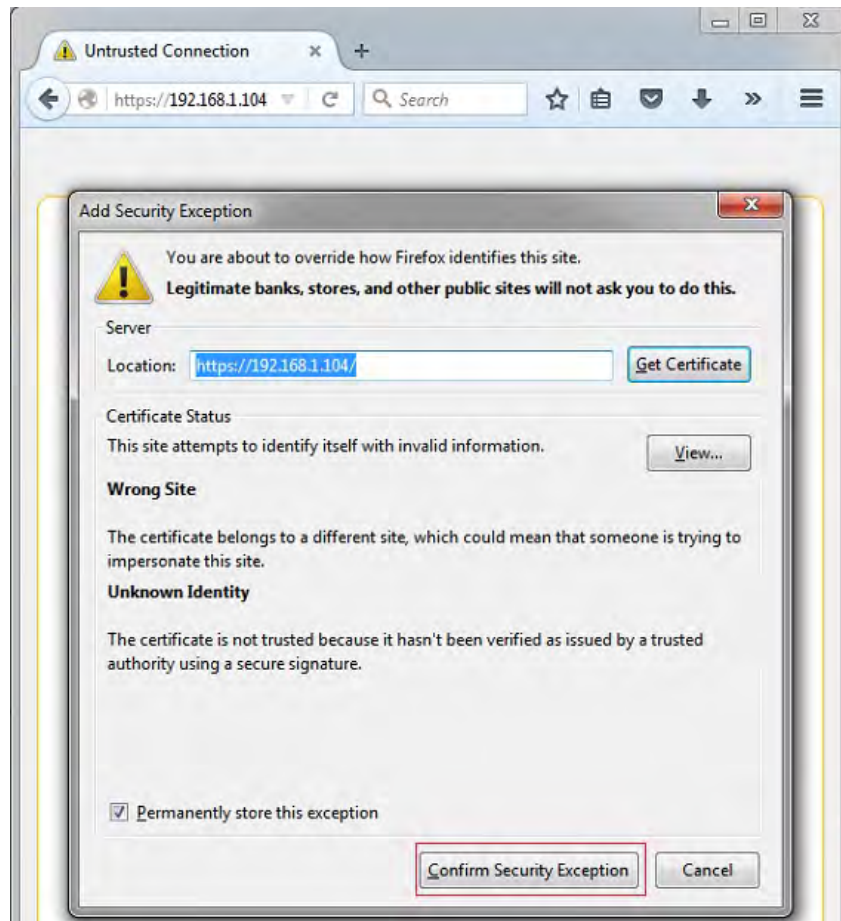 Untrusted Connection
https://192.168.1.104
Search
Add Security Exception
You are about to override how Firefox identifies this site.
Legitimate banks, stores, and other public sites will not ask you to do this.
Server
Location: https://192.168.1.104/ Get Certificate
Certificate Status
This site attempts to identify itself with invalid information.
View...
Wrong Site
The certificate belongs to a different site, which could mean that someone is trying to
impersonate this site.
Unknown Identity
The certificate is not trusted because it hasn't been verified as issued by a trusted
authority using a secure signature.
Permanently store this exception
Confirm Security Exception Cancel